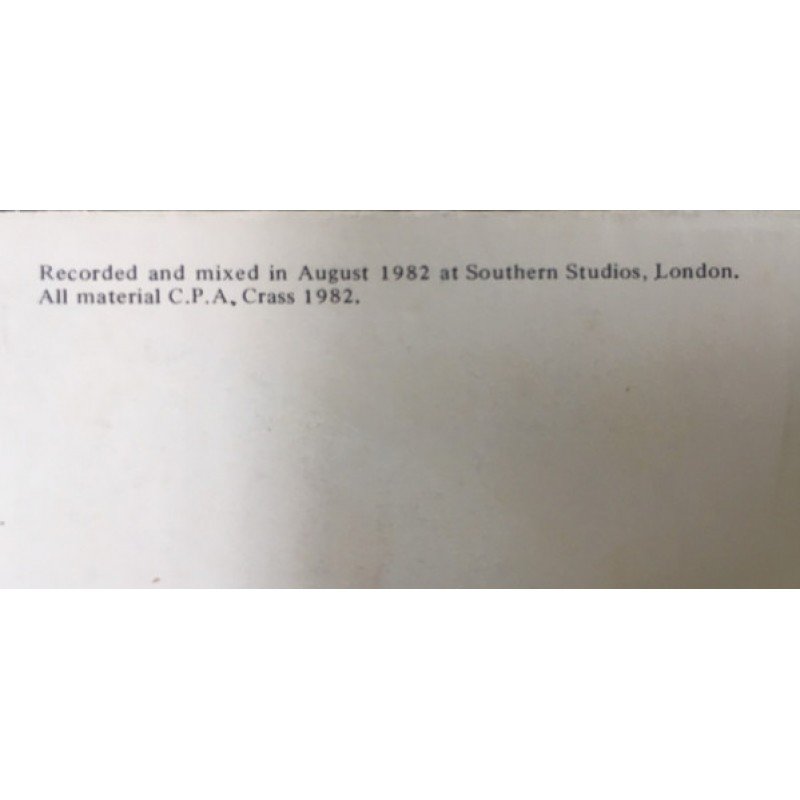 Recorded and mixed in August 1982 at Southern Studios, London.
All material C.P.A. Crass 1982.